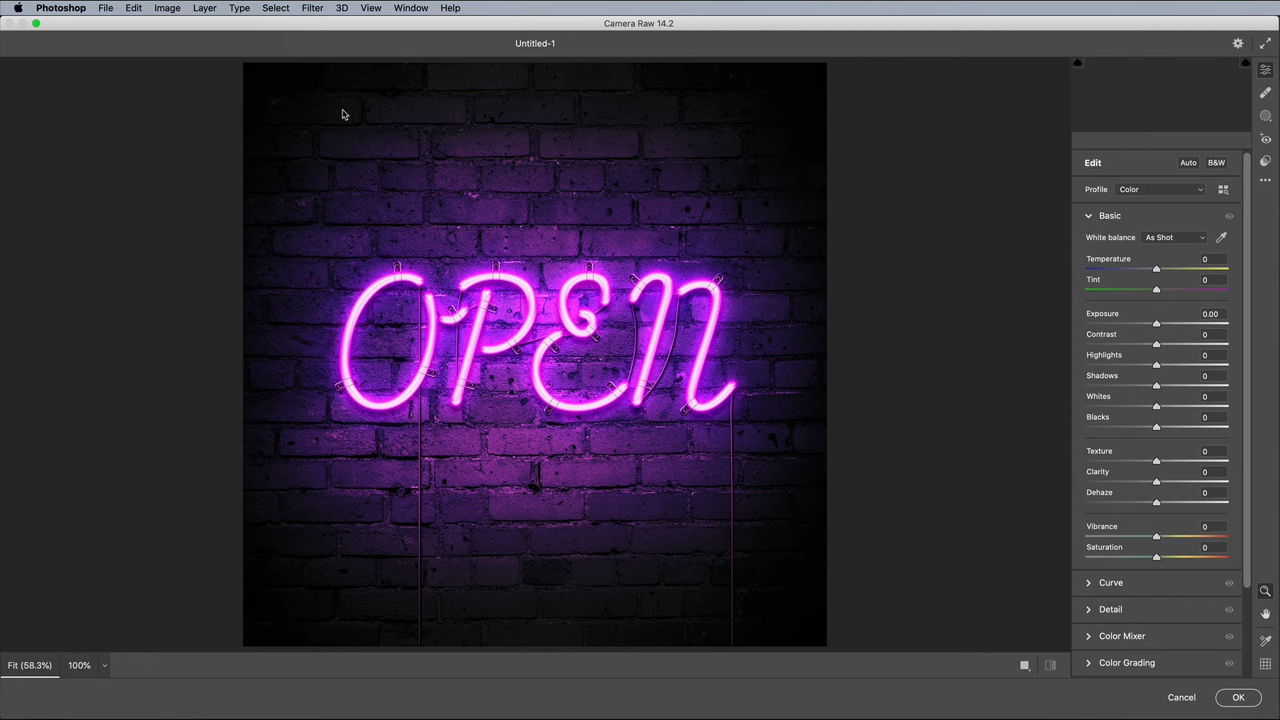 Photoshop File Edit Image Layer Type Select Filter 3D View Window Help
Camera Raw 14.2
Untitled-1
Edit Auto B&W
Profile Color
Basic
White balance As Shot
Temperature 0
Tint 0
OPEN
Exposure 0.00
Contrast 0
Highlights 0
Shadows 0
Whites 0
Blacks 0
Texture 0
Clarity 0
Dehaze 0
Vibrance 0
Saturation 0
Curve
Detail
Color Mixer
Color Grading
Fit (58.3%) 100%
Cancel OK